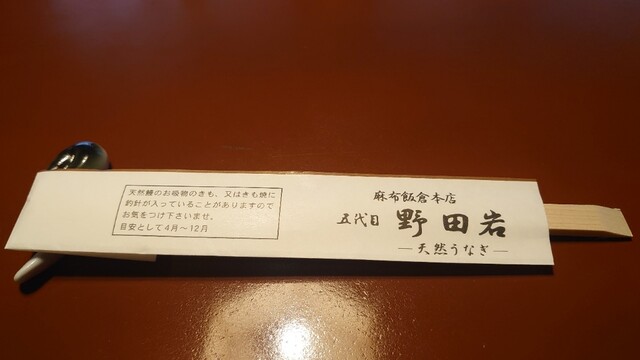 天然鰻のお吸物のきも、又はきも焼に
釣針が入っていることがありますので
お気をつけ下さいませ。
目安として4月〜12月
麻布飯倉本店
五代目 野田岩
—天然うなぎ—